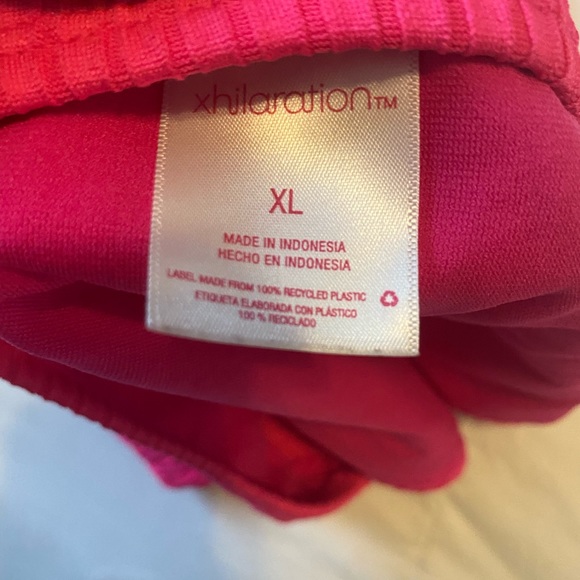 xhilaration™
XL
MADE IN INDONESIA
HECHO EN INDONESIA
LABEL MADE FROM 100% RECYCLED PLASTIC
ETIQUETA ELABORADA CON PLÁSTICO
100 % RECICLADO